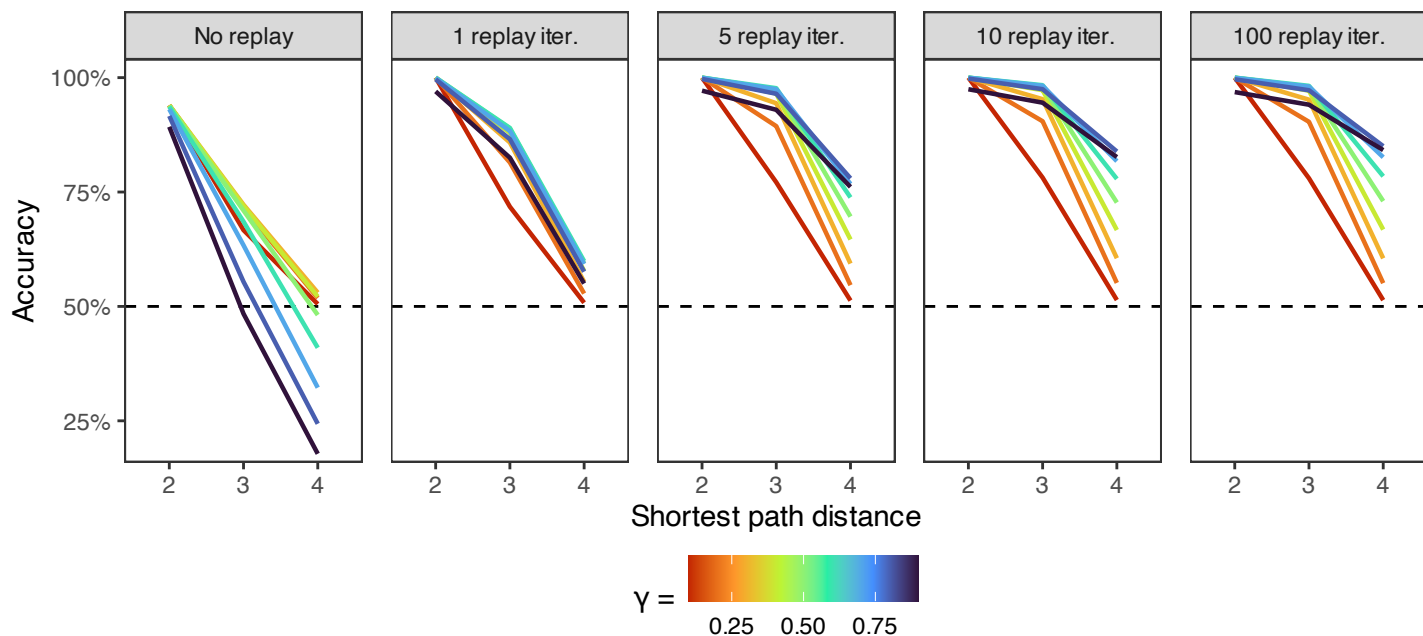 No replay
1 replay iter.
5 replay iter.
10 replay iter.
100 replay iter.
Accuracy
100%
75%
50%
25%
2 3 4
2 3 4
2 3 4
2 3 4
2 3 4
Shortest path distance
γ =
0.25 0.50 0.75